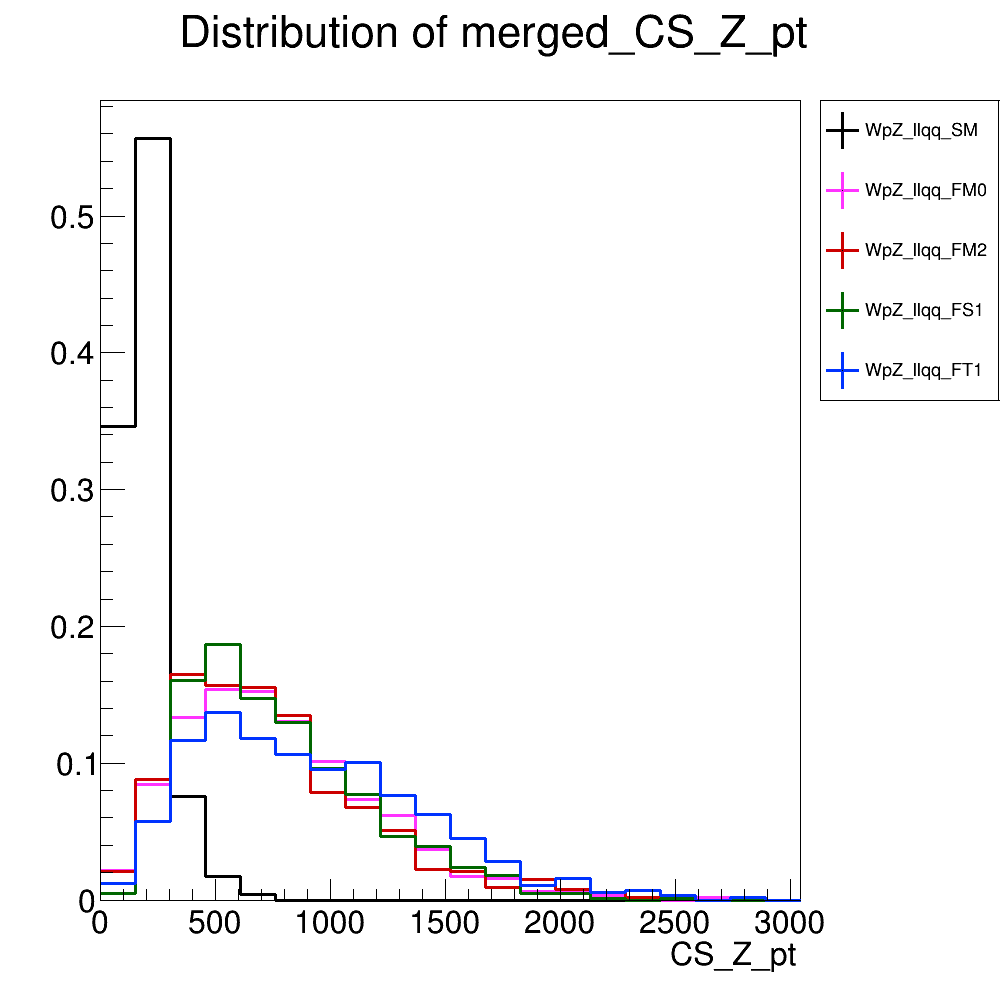 Distribution of merged_CS_Z_pt
WpZ_llqq_SM
WpZ_llqq_FM0
WpZ_llqq_FM2
WpZ_llqq_FS1
WpZ_llqq_FT1
0.5
0.4
0.3
0.2
0.1
0
0 500 1000 1500 2000 2500 3000
CS_Z_pt